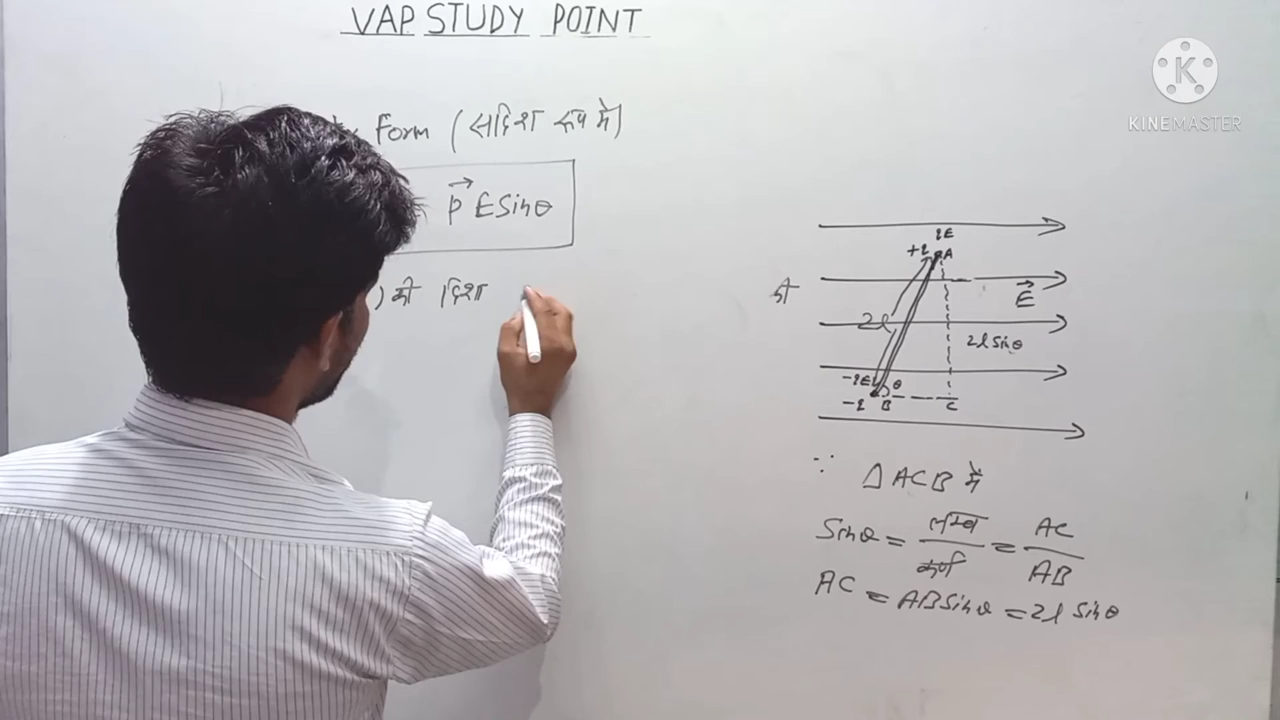 VAP STUDY POINT
K
KINEMASTER
Form (सादिश रूप में)
p⃗ E Sinθ
) की दिशा
qE
+q A
की
E⃗
2l
2l Sinθ
-qE θ
-q B C
∵ Δ ACB में
Sinθ = लम्ब/कर्ण = AC/AB
AC = AB Sinθ = 2l Sinθ